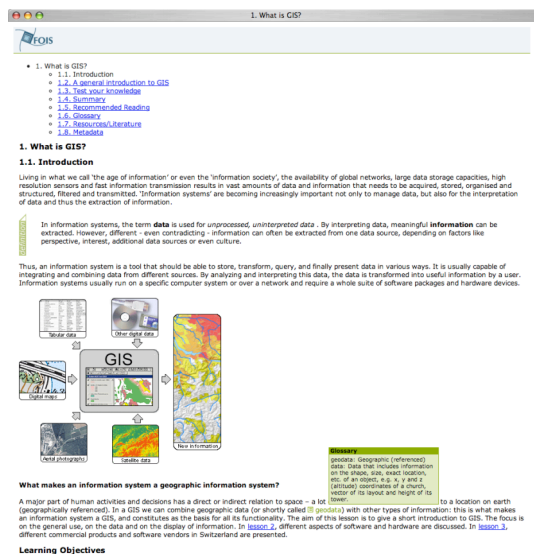 1. What is GIS?
FOIS
1. What is GIS?
1.1. Introduction
1.2. A general introduction to GIS
1.3. Test your knowledge
1.4. Summary
1.5. Recommended Reading
1.6. Glossary
1.7. Resources/Literature
1.8. Metadata
1. What is GIS?
1.1. Introduction
Living in what we call 'the age of information' or even the 'information society', the availability of global networks, large data storage capacities, high
resolution sensors and fast information transmission results in vast amounts of data and information that needs to be acquired, stored, organised and
structured, filtered and transmitted. 'Information systems' are becoming increasingly important not only to manage data, but also for the interpretation
of data and thus the extraction of information.
In information systems, the term data is used for unprocessed, uninterpreted data . By interpreting data, meaningful information can be
extracted. However, different - even contradicting - information can often be extracted from one data source, depending on factors like
perspective, interest, additional data sources or even culture.
Thus, an information system is a tool that should be able to store, transform, query, and finally present data in various ways. It is usually capable of
integrating and combining data from different sources. By analyzing and interpreting this data, the data is transformed into useful information by a user.
Information systems usually run on a specific computer system or over a network and require a whole suite of software packages and hardware devices.
Tabular data
Other digital data
GIS
Digital maps
Aerial photographs
Satellite data
New information
Glossary
geodata: Geographic (referenced)
data: Data that includes information
on the shape, size, exact location,
etc. of an object, e.g. x, y and z
(altitude) coordinates of a church,
vector of its layout and height of its
tower.
What makes an information system a geographic information system?
A major part of human activities and decisions has a direct or indirect relation to space – a lot to a location on earth
(geographically referenced). In a GIS we can combine geographic data (or shortly called geodata) with other types of information: this is what makes
an information system a GIS, and constitutes as the basis for all its functionality. The aim of this lesson is to give a short introduction to GIS. The focus is
on the general use, on the data and on the display of information. In lesson 2, different aspects of software and hardware are discussed. In lesson 3,
different commercial products and software vendors in Switzerland are presented.
Learning Objectives